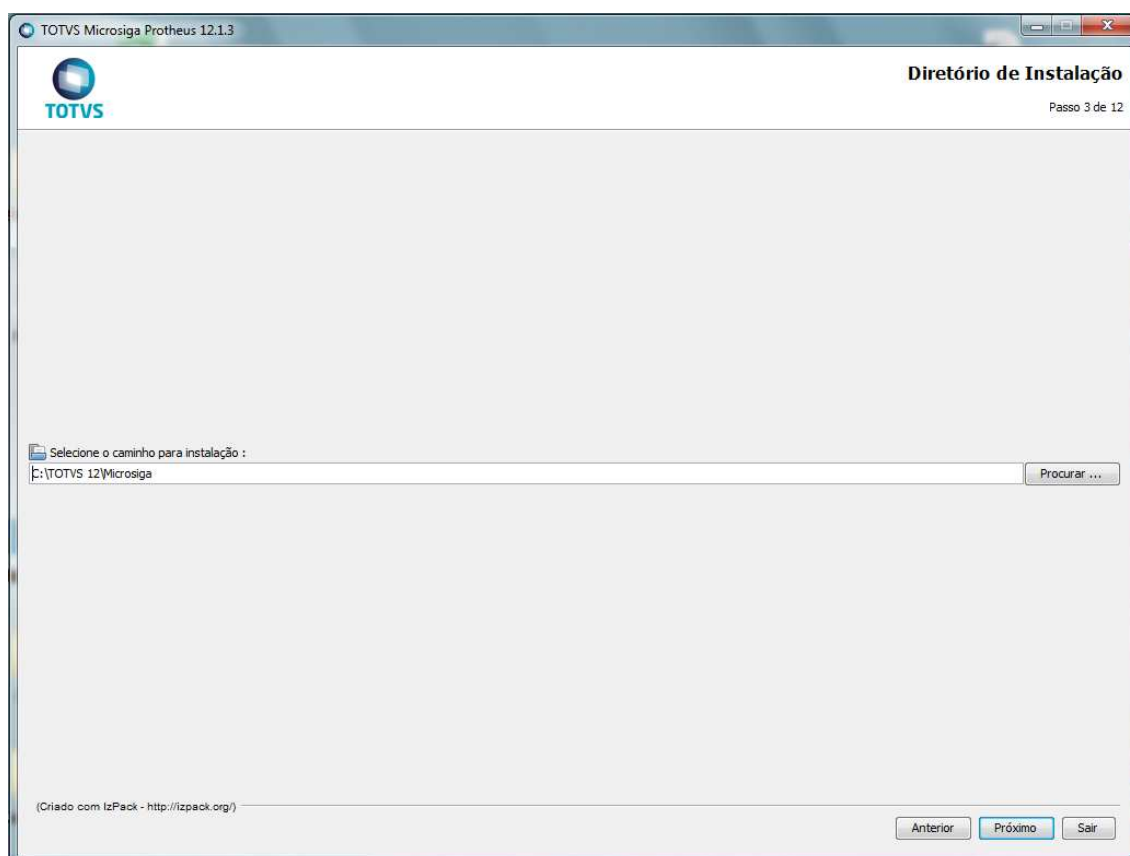 TOTVS Microsiga Protheus 12.1.3
TOTVS
Diretório de Instalação
Passo 3 de 12
Selecione o caminho para instalação :
C:\TOTVS 12\Microsiga
Procurar ...
(Criado com IzPack - http://izpack.org/)
Anterior
Próximo
Sair